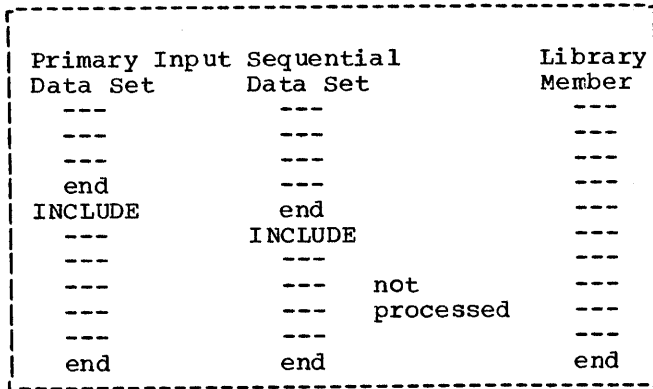 Primary Input Sequential Library
Data Set Data Set Member
--- --- ---
--- --- ---
--- --- ---
end --- ---
INCLUDE end ---
--- INCLUDE ---
--- --- ---
--- --- not ---
--- --- processed ---
--- --- ---
end end end